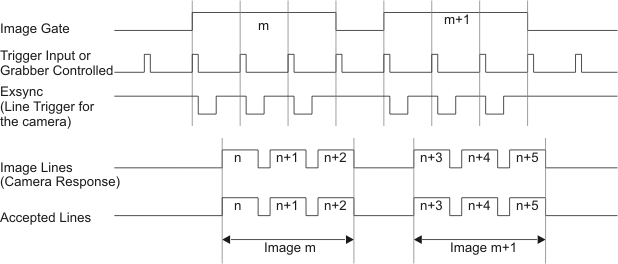 Image Gate
m
m+1
Trigger Input or
Grabber Controlled
Exsync
(Line Trigger for
the camera)
n n+1 n+2 n+3 n+4 n+5
Image Lines
(Camera Response)
n n+1 n+2 n+3 n+4 n+5
Accepted Lines
Image m Image m+1